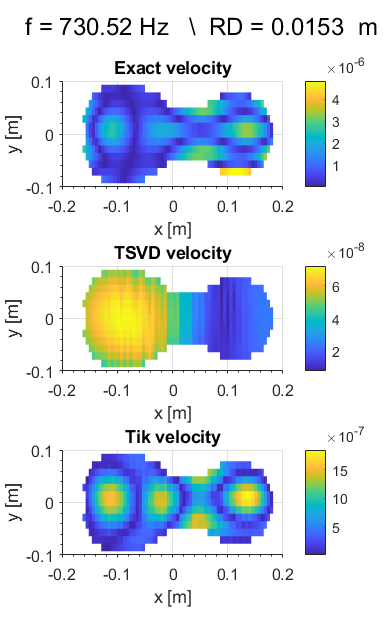 f = 730.52 Hz \ RD = 0.0153 m
Exact velocity
×10^-6
0.1
0
-0.1
y [m]
-0.2 -0.1 0 0.1 0.2
x [m]
4
3
2
1
TSVD velocity
×10^-8
0.1
0
-0.1
y [m]
-0.2 -0.1 0 0.1 0.2
x [m]
6
4
2
Tik velocity
×10^-7
0.1
0
-0.1
y [m]
-0.2 -0.1 0 0.1 0.2
x [m]
15
10
5